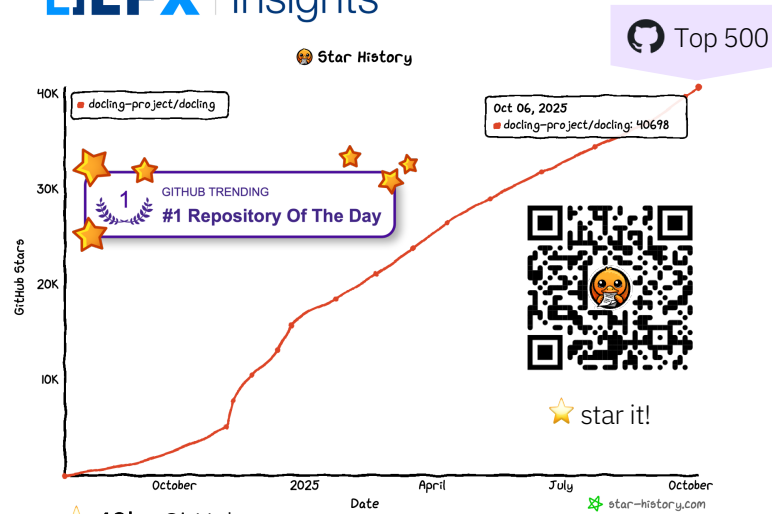 Insights
Top 500
Star History
40K
docling-project/docling
Oct 06, 2025
docling-project/docling: 40698
30K
1
GITHUB TRENDING
#1 Repository Of The Day
20K
GitHub Stars
10K
star it!
October
2025
April
July
October
Date
star-history.com